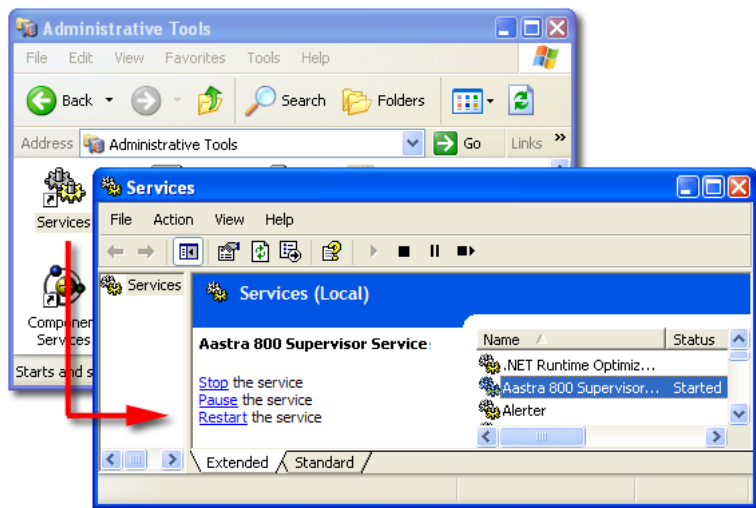 Administrative Tools
File Edit View Favorites Tools Help
Back Search Folders
Address Administrative Tools Go Links »
Services
Services
File Action View Help
Services
Services (Local)
Aastra 800 Supervisor Service:
Stop the service
Pause the service
Restart the service
Name Status
.NET Runtime Optimiz...
Aastra 800 Supervisor... Started
Alerter
Services
Starts and s
Extended Standard